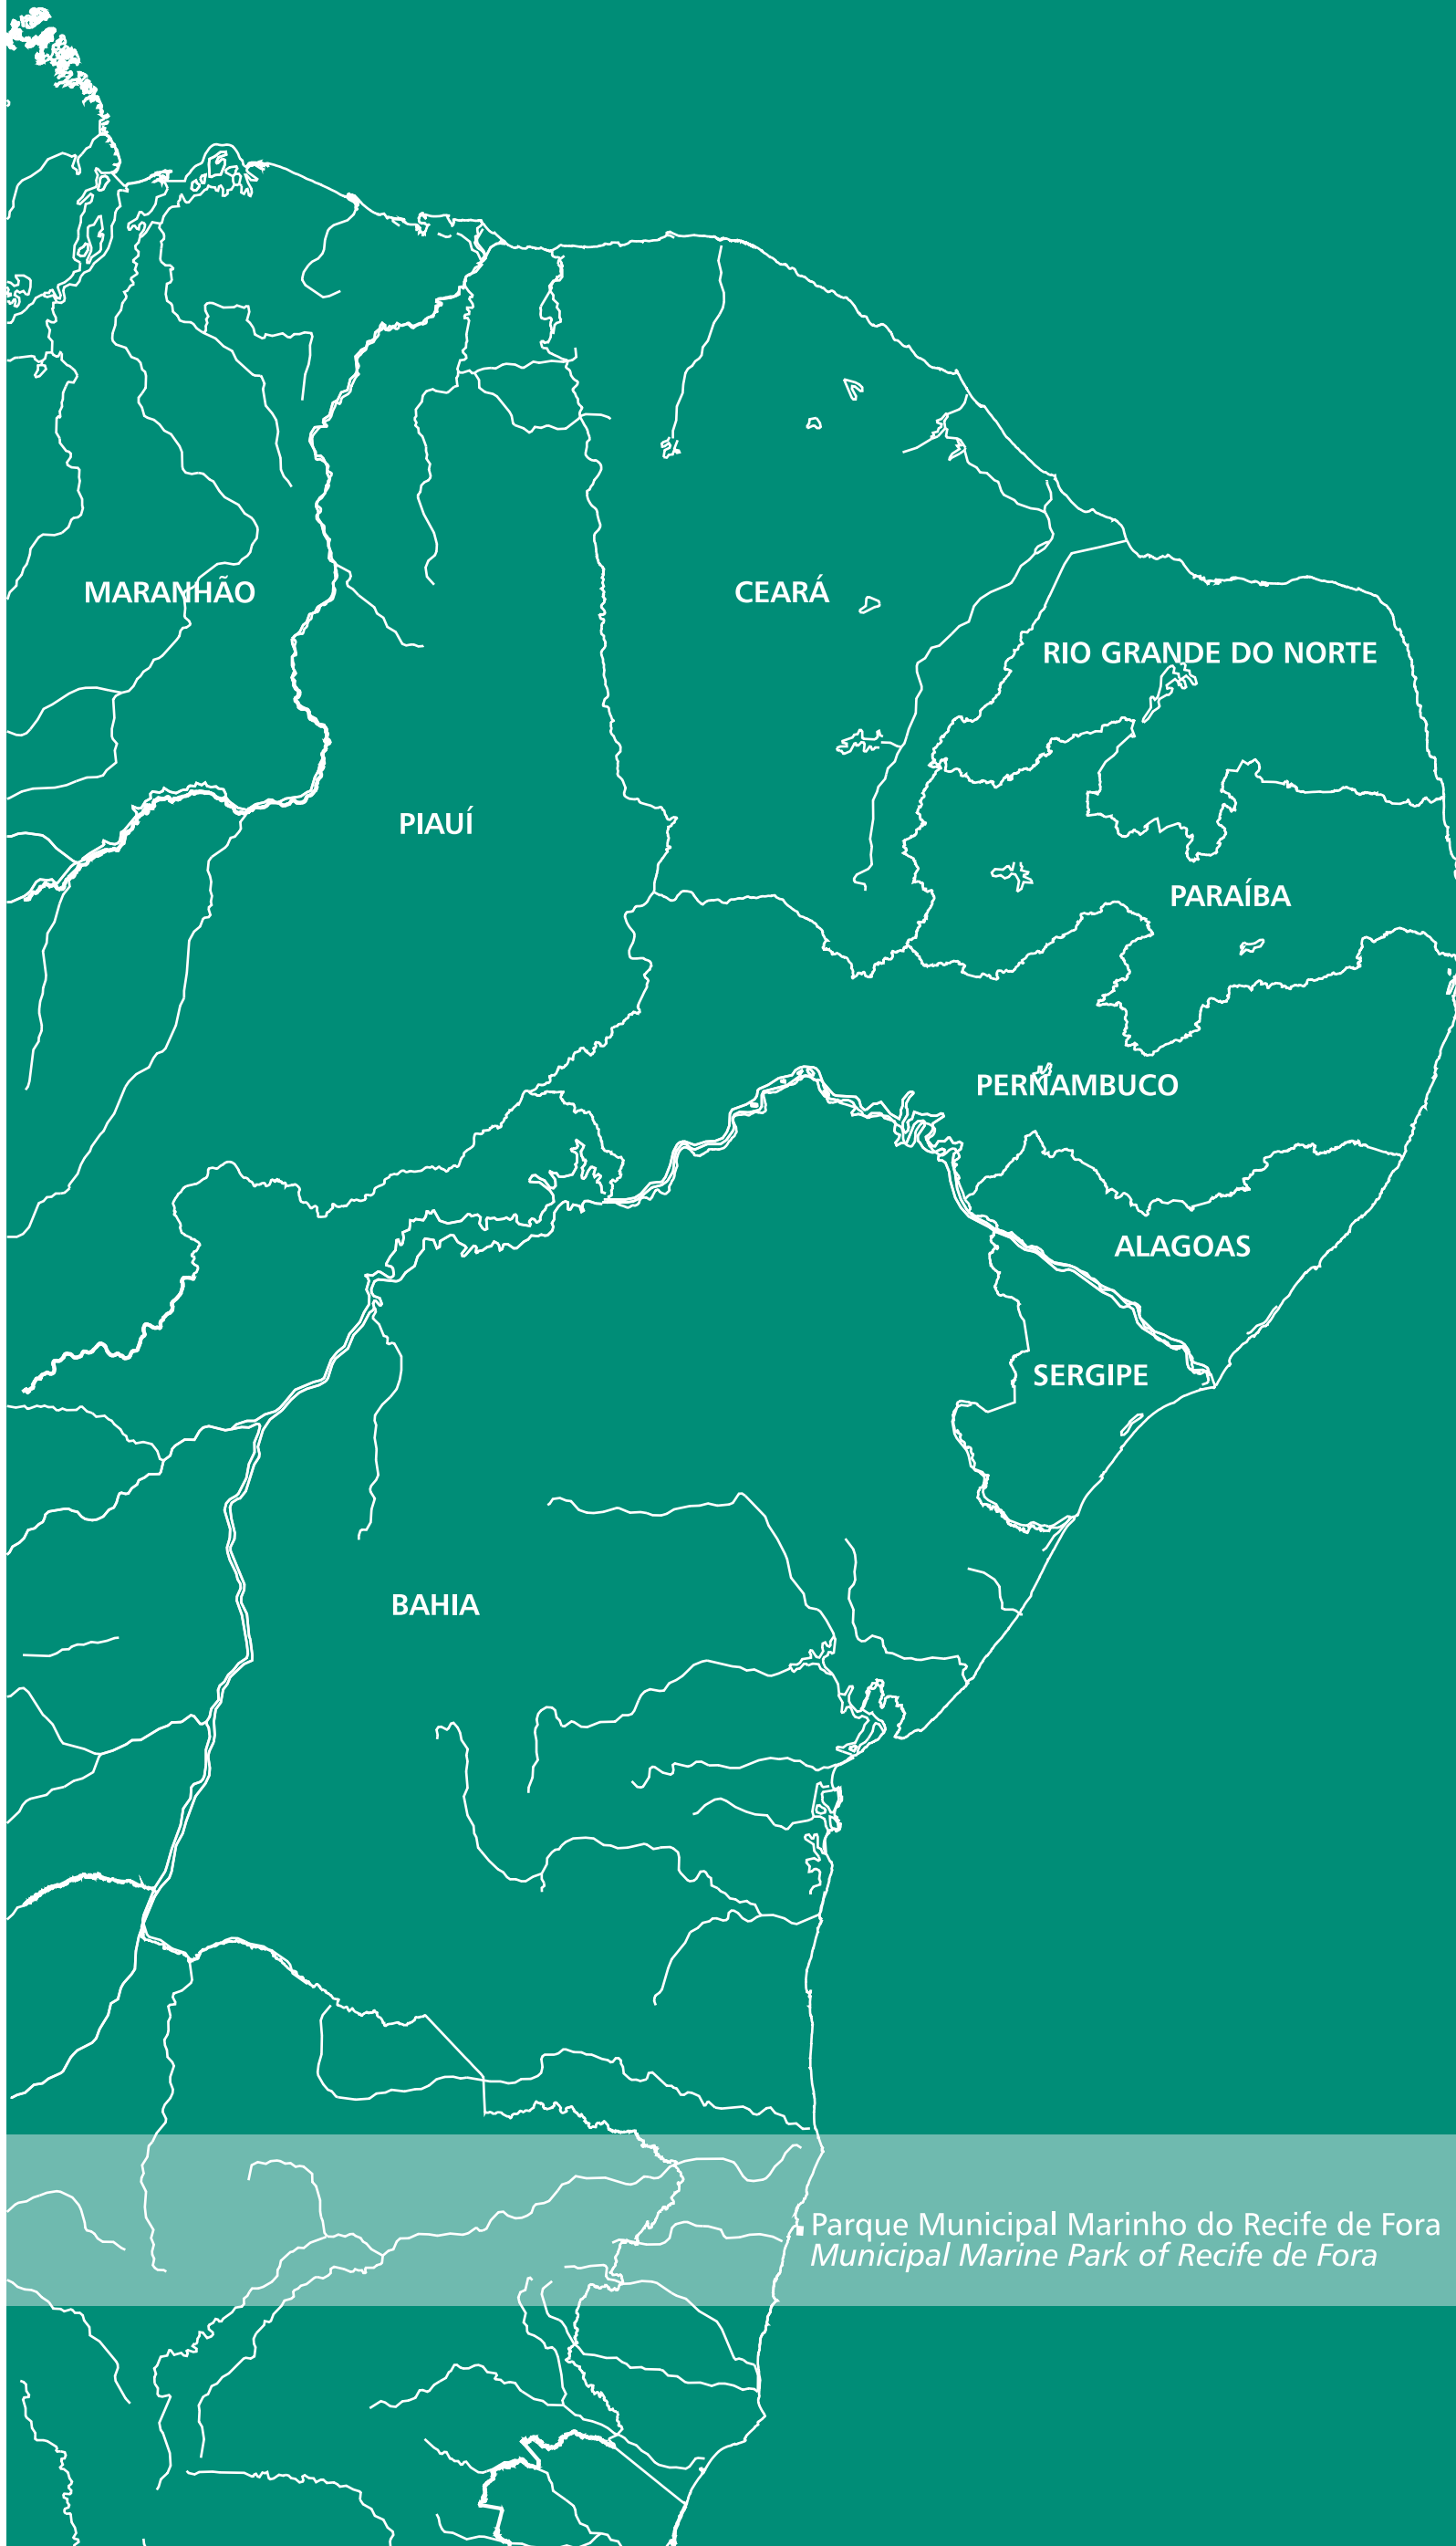 MARANHÃO
CEARÁ
RIO GRANDE DO NORTE
PIAUÍ
PARAÍBA
PERNAMBUCO
ALAGOAS
SERGIPE
BAHIA
Parque Municipal Marinho do Recife de Fora
Municipal Marine Park of Recife de Fora